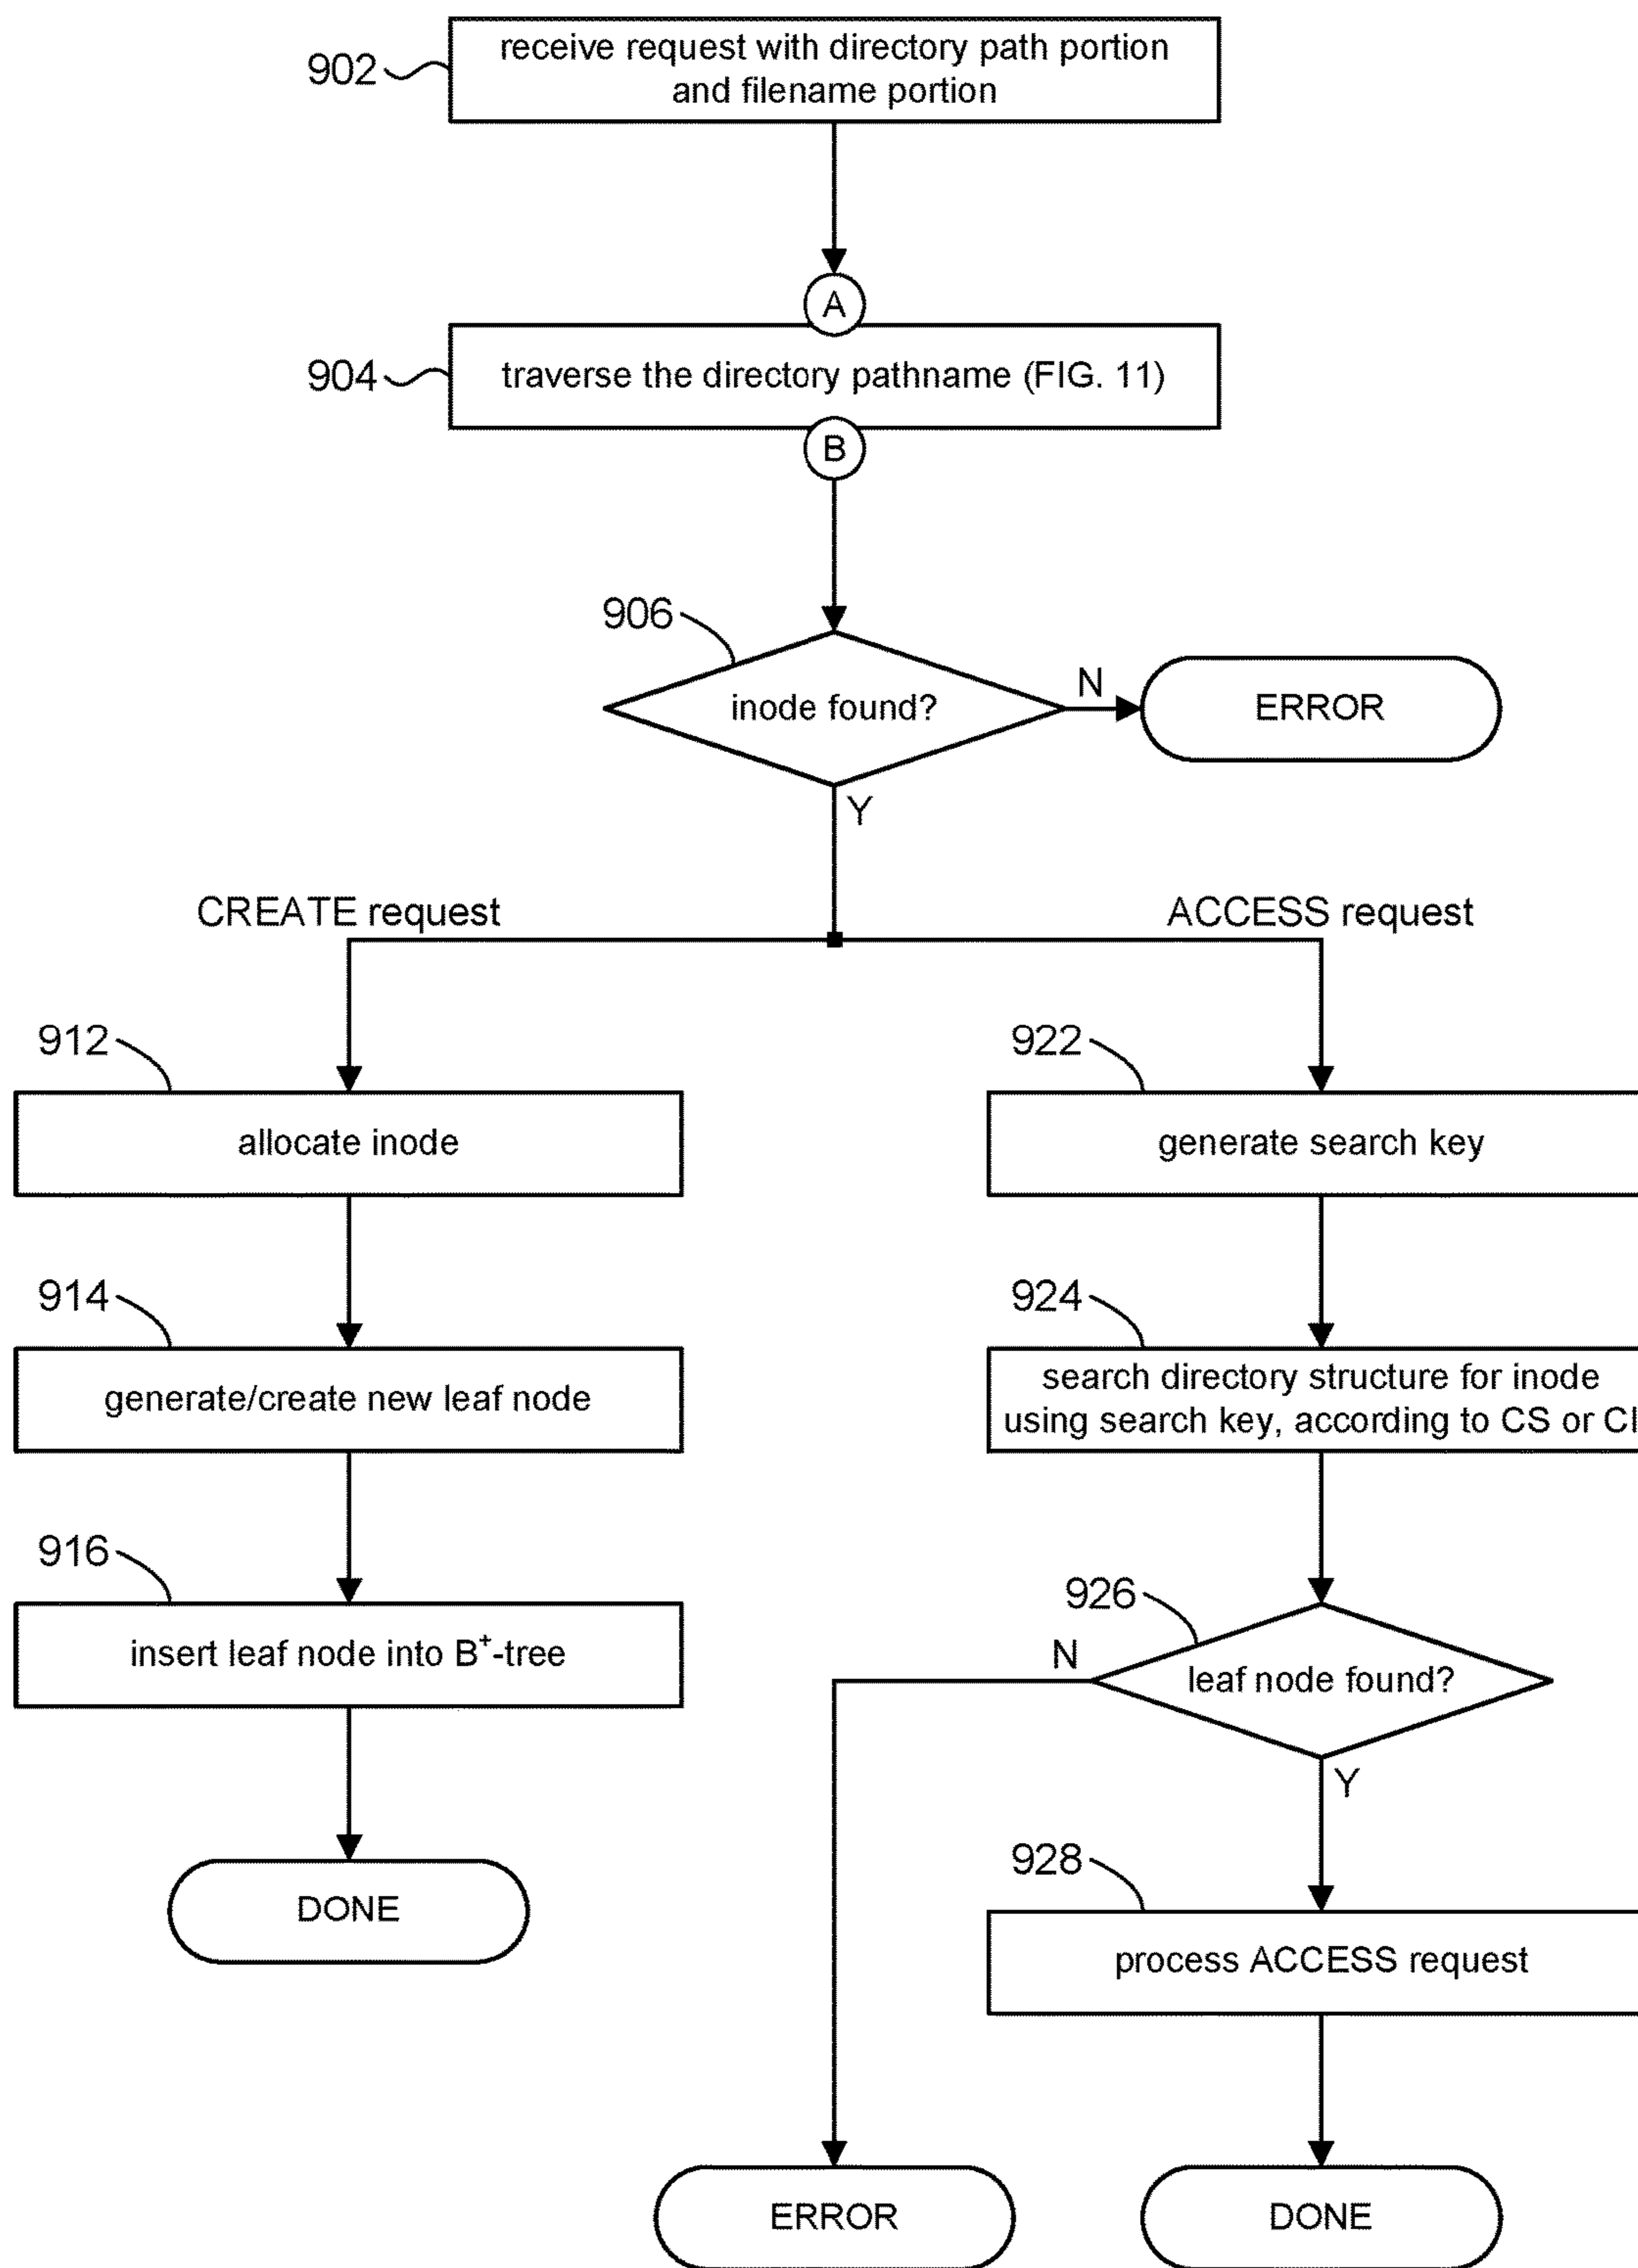 902
receive request with directory path portion
and filename portion
A
904
traverse the directory pathname (FIG. 11)
B
906
inode found?
N
ERROR
Y
CREATE request
ACCESS request
912
allocate inode
922
generate search key
914
generate/create new leaf node
924
search directory structure for inode
using search key, according to CS or CI
916
insert leaf node into B⁺-tree
926
N
leaf node found?
Y
DONE
928
process ACCESS request
ERROR
DONE